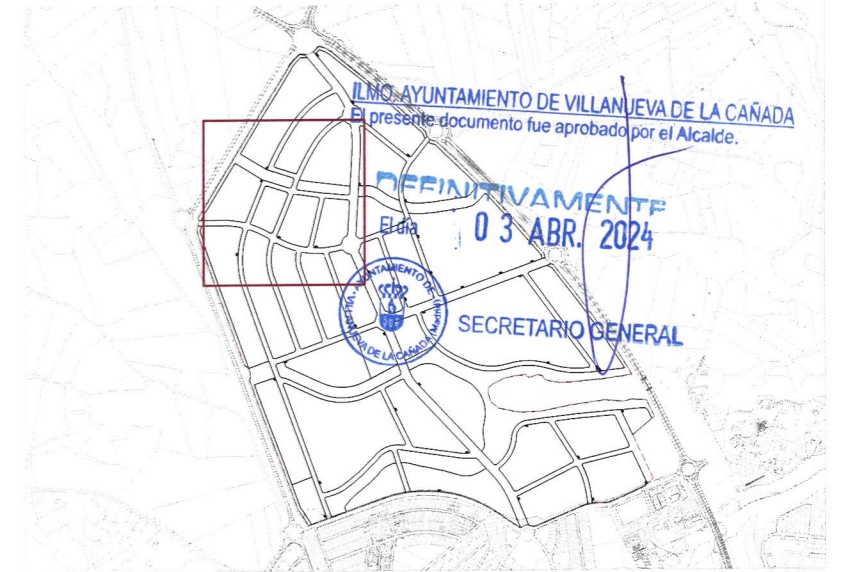 ILMO. AYUNTAMIENTO DE VILLANUEVA DE LA CAÑADA
El presente documento fue aprobado por el Alcalde.
DEFINITIVAMENTE
El día 03 ABR. 2024
AYUNTAMIENTO DE VILLANUEVA DE LA CAÑADA (Madrid)
SECRETARIO GENERAL